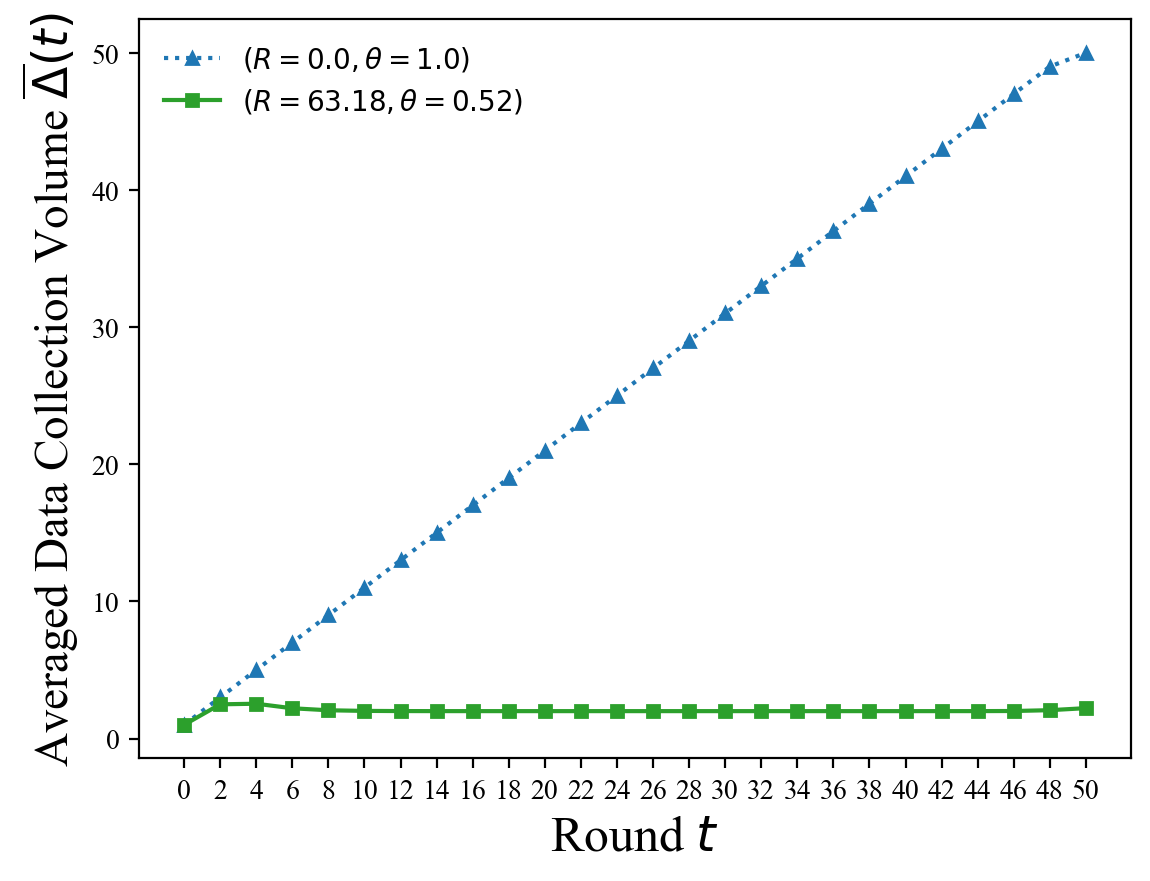 Averaged Data Collection Volume Δ̅(t)
50
40
30
20
10
0
(R = 0.0, θ = 1.0)
(R = 63.18, θ = 0.52)
0 2 4 6 8 10 12 14 16 18 20 22 24 26 28 30 32 34 36 38 40 42 44 46 48 50
Round t